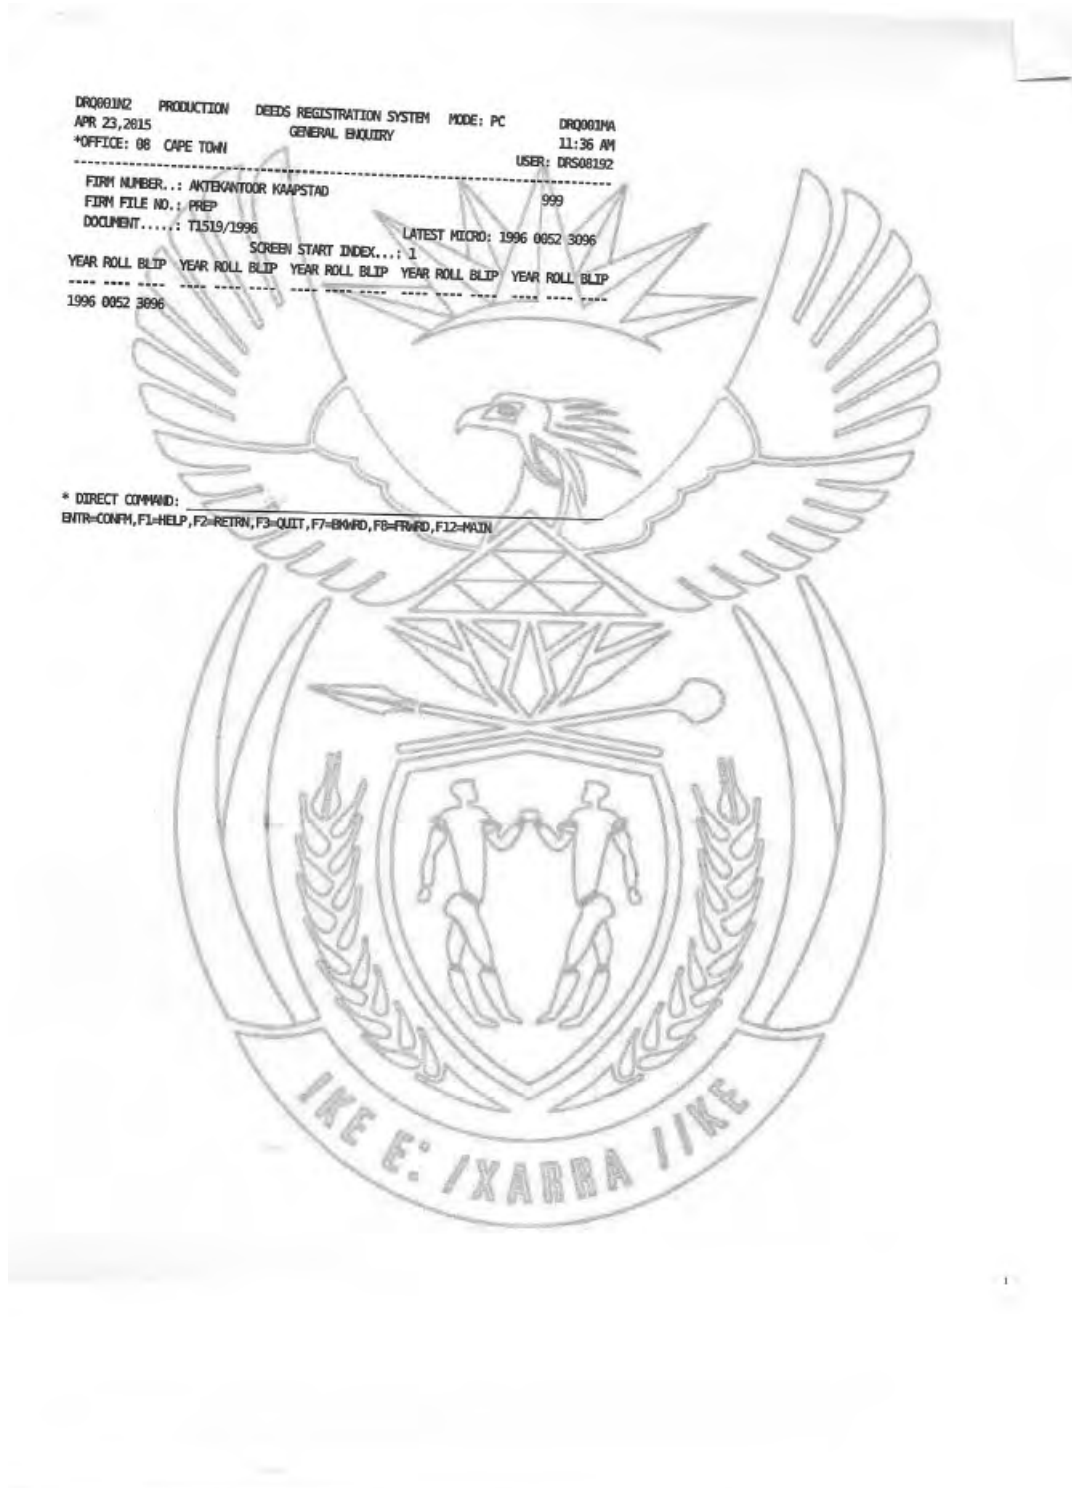 DRQ001N2 PRODUCTION DEEDS REGISTRATION SYSTEM MODE: PC DRQ001MA
APR 23,2015 GENERAL ENQUIRY 11:36 AM
*OFFICE: 08 CAPE TOWN USER: DRS08192
--------------------------------------------------------------------------------
FIRM NUMBER..: AKTEKANTOOR KAAPSTAD 999
FIRM FILE NO.: PREP
DOCUMENT.....: T1519/1996 LATEST MICRO: 1996 0052 3096
SCREEN START INDEX...: 1
YEAR ROLL BLIP YEAR ROLL BLIP YEAR ROLL BLIP YEAR ROLL BLIP YEAR ROLL BLIP
---- ---- ---- ---- ---- ---- ---- ---- ---- ---- ---- ---- ---- ---- ----
1996 0052 3096
* DIRECT COMMAND:
ENTR=CONFM,F1=HELP,F2=RETRN,F3=QUIT,F7=BKWRD,F8=FRWRD,F12=MAIN
!KE E: /XARRA //KE
1